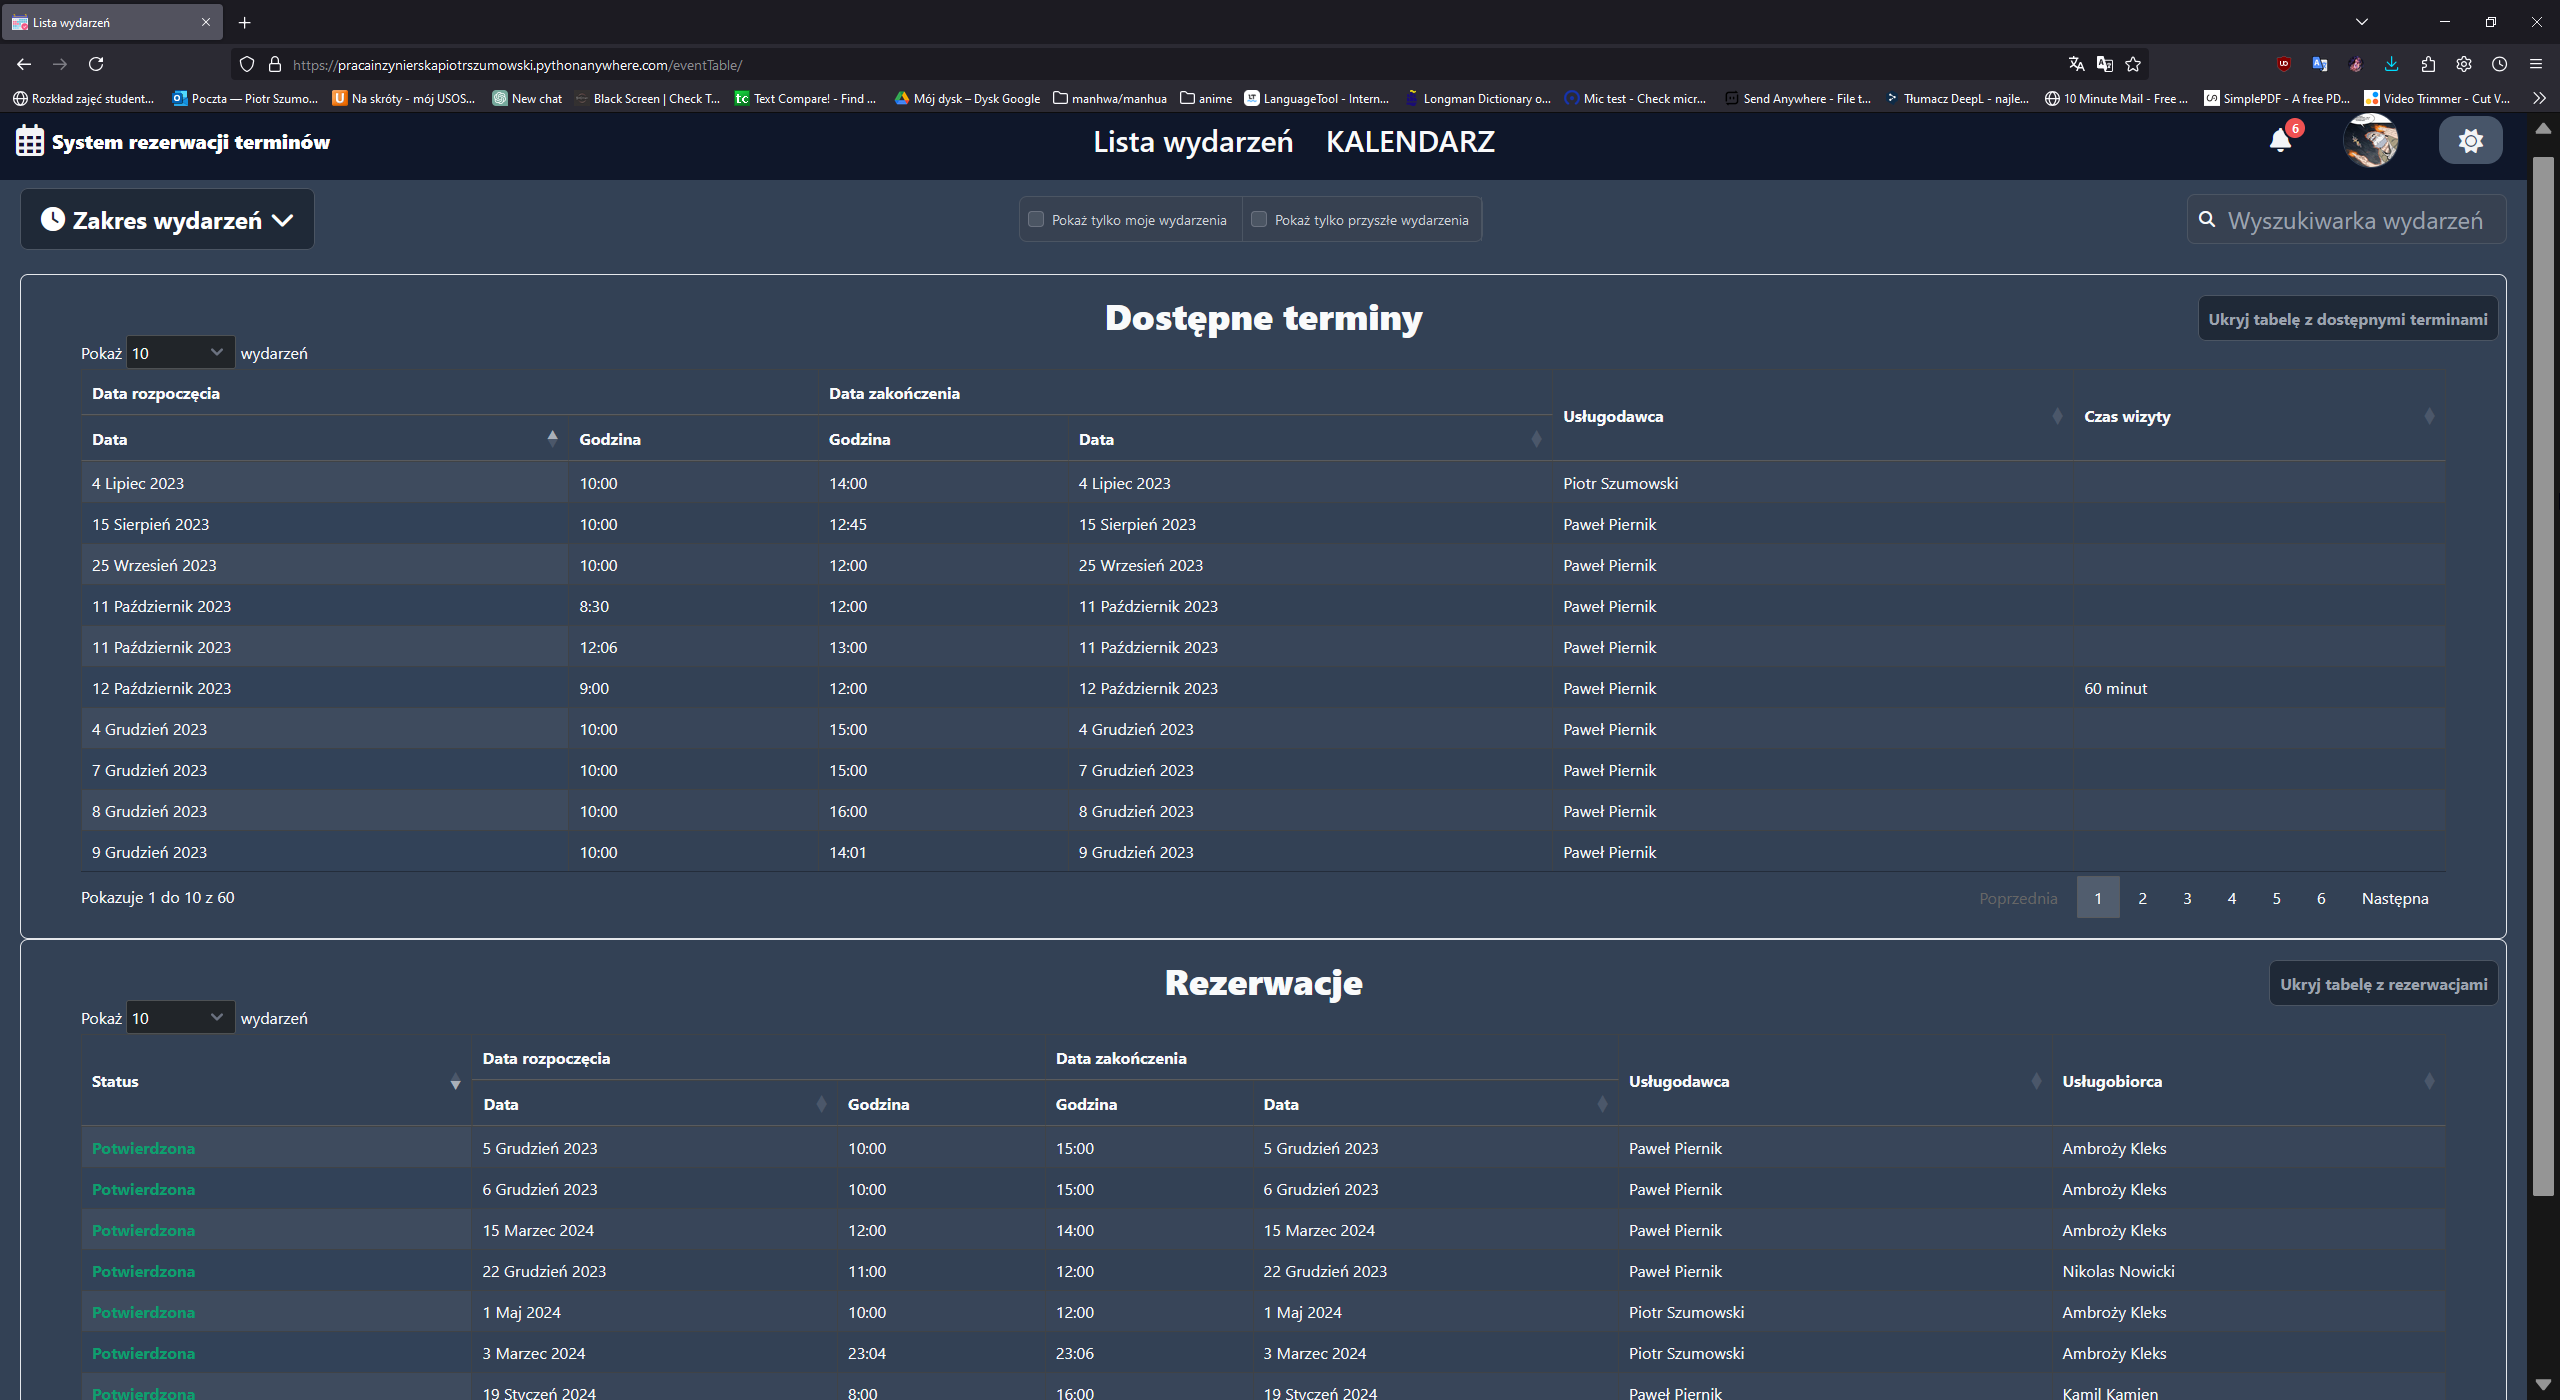 Lista wydarzeń
https://pracainzynierskapiotrszumowski.pythonanywhere.com/eventTable/
Rozkład zajęć student... Poczta — Piotr Szumo... Na skróty - mój USOS... New chat Black Screen | Check T... Text Compare! - Find ... Mój dysk – Dysk Google manhwa/manhua anime LanguageTool - Intern... Longman Dictionary o... Mic test - Check micr... Send Anywhere - File t... Tłumacz DeepL - najle... 10 Minute Mail - Free ... SimplePDF - A free PD... Video Trimmer - Cut V...
System rezerwacji terminów Lista wydarzeń KALENDARZ 6
Zakres wydarzeń Pokaż tylko moje wydarzenia Pokaż tylko przyszłe wydarzenia Wyszukiwarka wydarzeń
Dostępne terminy Ukryj tabelę z dostępnymi terminami
Pokaż 10 wydarzeń
Data rozpoczęcia Data zakończenia
Usługodawca Czas wizyty
Data Godzina Godzina Data
4 Lipiec 2023 10:00 14:00 4 Lipiec 2023 Piotr Szumowski
15 Sierpień 2023 10:00 12:45 15 Sierpień 2023 Paweł Piernik
25 Wrzesień 2023 10:00 12:00 25 Wrzesień 2023 Paweł Piernik
11 Październik 2023 8:30 12:00 11 Październik 2023 Paweł Piernik
11 Październik 2023 12:06 13:00 11 Październik 2023 Paweł Piernik
12 Październik 2023 9:00 12:00 12 Październik 2023 Paweł Piernik 60 minut
4 Grudzień 2023 10:00 15:00 4 Grudzień 2023 Paweł Piernik
7 Grudzień 2023 10:00 15:00 7 Grudzień 2023 Paweł Piernik
8 Grudzień 2023 10:00 16:00 8 Grudzień 2023 Paweł Piernik
9 Grudzień 2023 10:00 14:01 9 Grudzień 2023 Paweł Piernik
Pokazuje 1 do 10 z 60 Poprzednia 1 2 3 4 5 6 Następna
Rezerwacje Ukryj tabelę z rezerwacjami
Pokaż 10 wydarzeń
Data rozpoczęcia Data zakończenia
Status Usługodawca Usługobiorca
Data Godzina Godzina Data
Potwierdzona 5 Grudzień 2023 10:00 15:00 5 Grudzień 2023 Paweł Piernik Ambroży Kleks
Potwierdzona 6 Grudzień 2023 10:00 15:00 6 Grudzień 2023 Paweł Piernik Ambroży Kleks
Potwierdzona 15 Marzec 2024 12:00 14:00 15 Marzec 2024 Paweł Piernik Ambroży Kleks
Potwierdzona 22 Grudzień 2023 11:00 12:00 22 Grudzień 2023 Paweł Piernik Nikolas Nowicki
Potwierdzona 1 Maj 2024 10:00 12:00 1 Maj 2024 Piotr Szumowski Ambroży Kleks
Potwierdzona 3 Marzec 2024 23:04 23:06 3 Marzec 2024 Piotr Szumowski Ambroży Kleks
Potwierdzona 19 Styczeń 2024 8:00 16:00 19 Styczeń 2024 Paweł Piernik Kamil Kamien